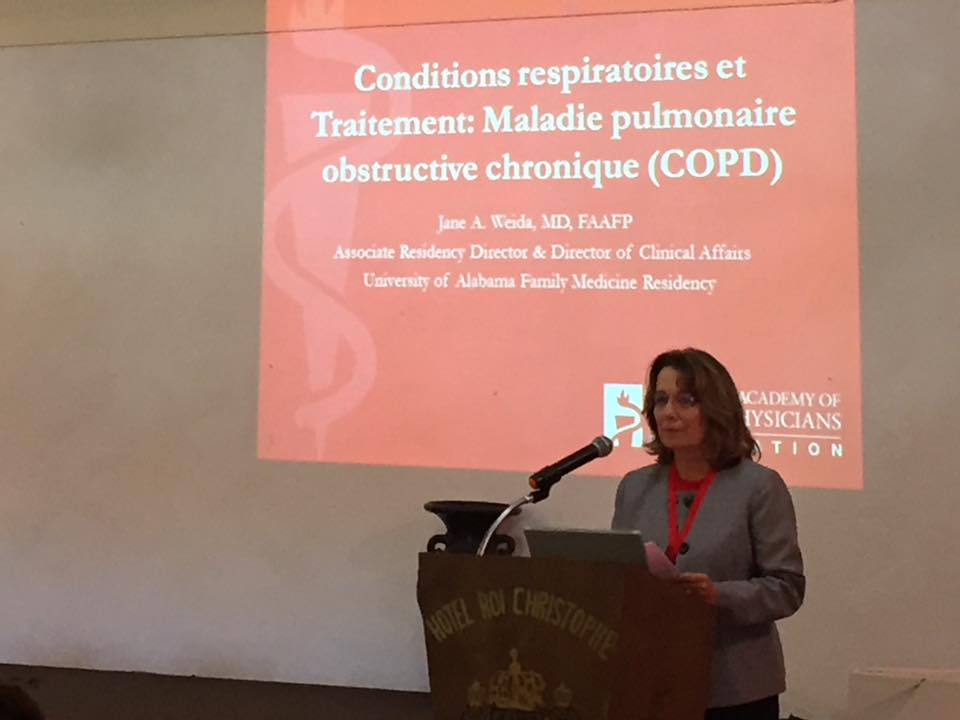 Conditions respiratoires et
Traitement: Maladie pulmonaire
obstructive chronique (COPD)
Jane A. Weida, MD, FAAFP
Associate Residency Director & Director of Clinical Affairs
University of Alabama Family Medicine Residency
ACADEMY OF
HYSICIANS
TION
HOTEL ROI CHRISTOPHE